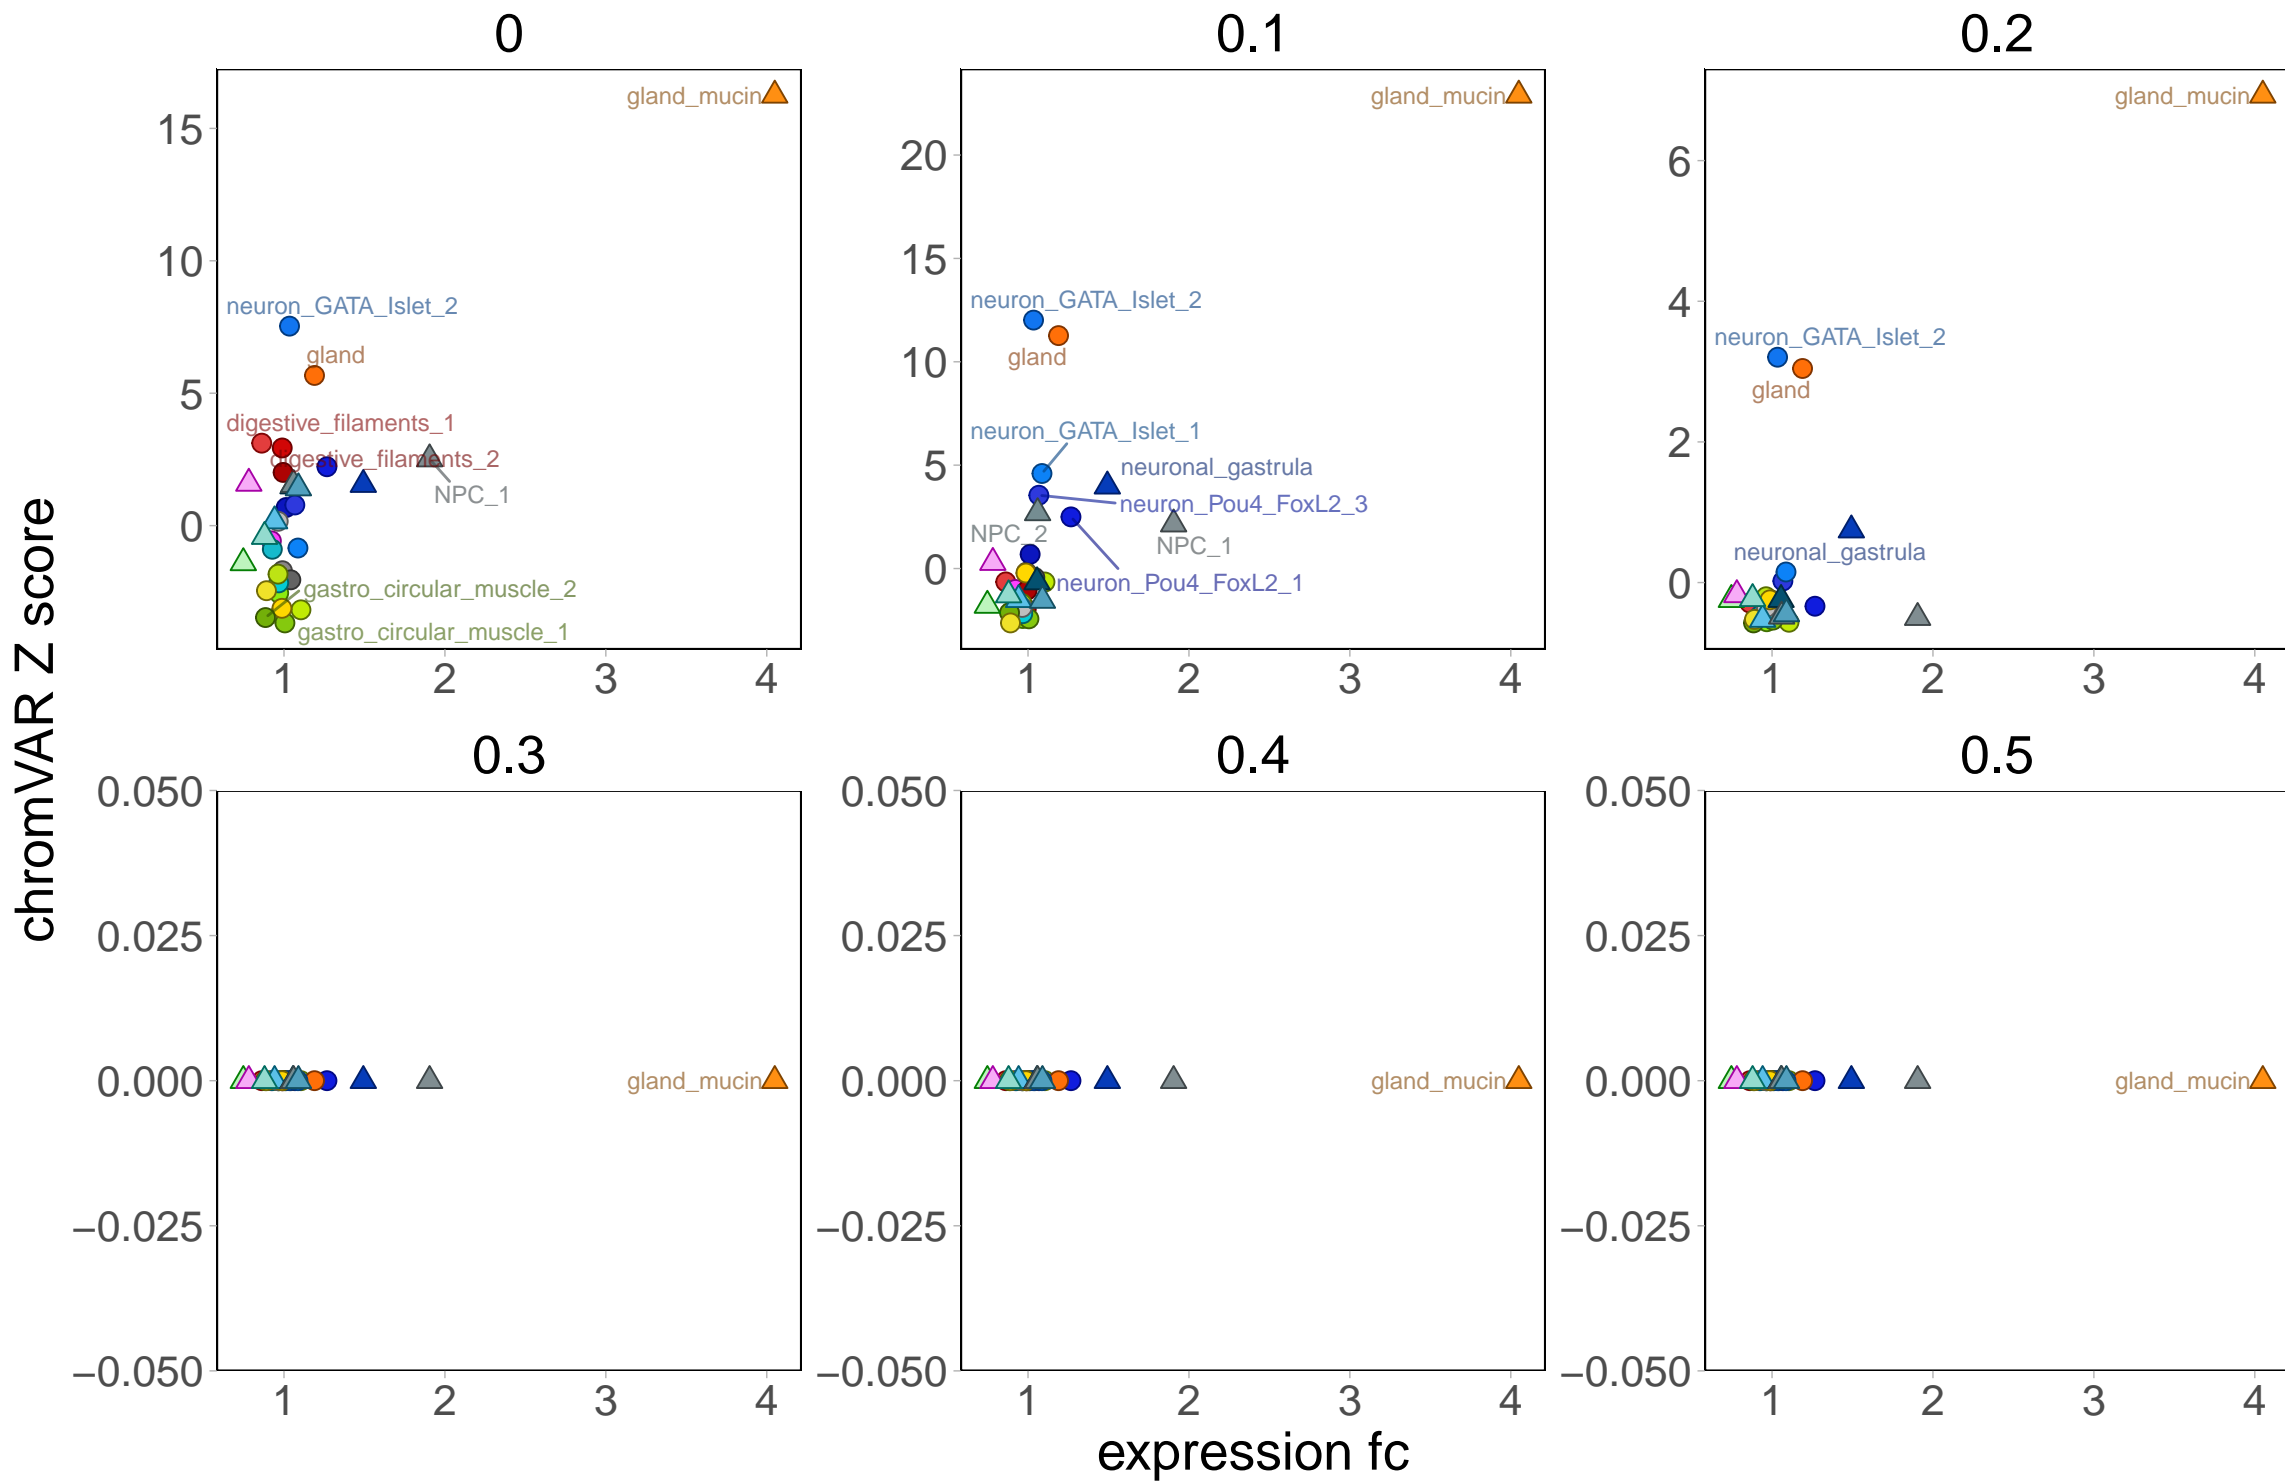 0
0.1
0.2
chromVAR Z score
15
10
5
0
gland_mucin
neuron_GATA_Islet_2
gland
digestive_filaments_1
digestive_filaments_2
NPC_1
gastro_circular_muscle_2
gastro_circular_muscle_1
1 2 3 4
20
15
10
5
0
gland_mucin
neuron_GATA_Islet_2
gland
neuron_GATA_Islet_1
neuronal_gastrula
neuron_Pou4_FoxL2_3
NPC_2
NPC_1
neuron_Pou4_FoxL2_1
1 2 3 4
6
4
2
0
gland_mucin
neuron_GATA_Islet_2
gland
neuronal_gastrula
1 2 3 4
0.3
0.4
0.5
0.050
0.025
0.000
−0.025
−0.050
gland_mucin
1 2 3 4
0.050
0.025
0.000
−0.025
−0.050
gland_mucin
1 2 3 4
0.050
0.025
0.000
−0.025
−0.050
gland_mucin
1 2 3 4
expression fc